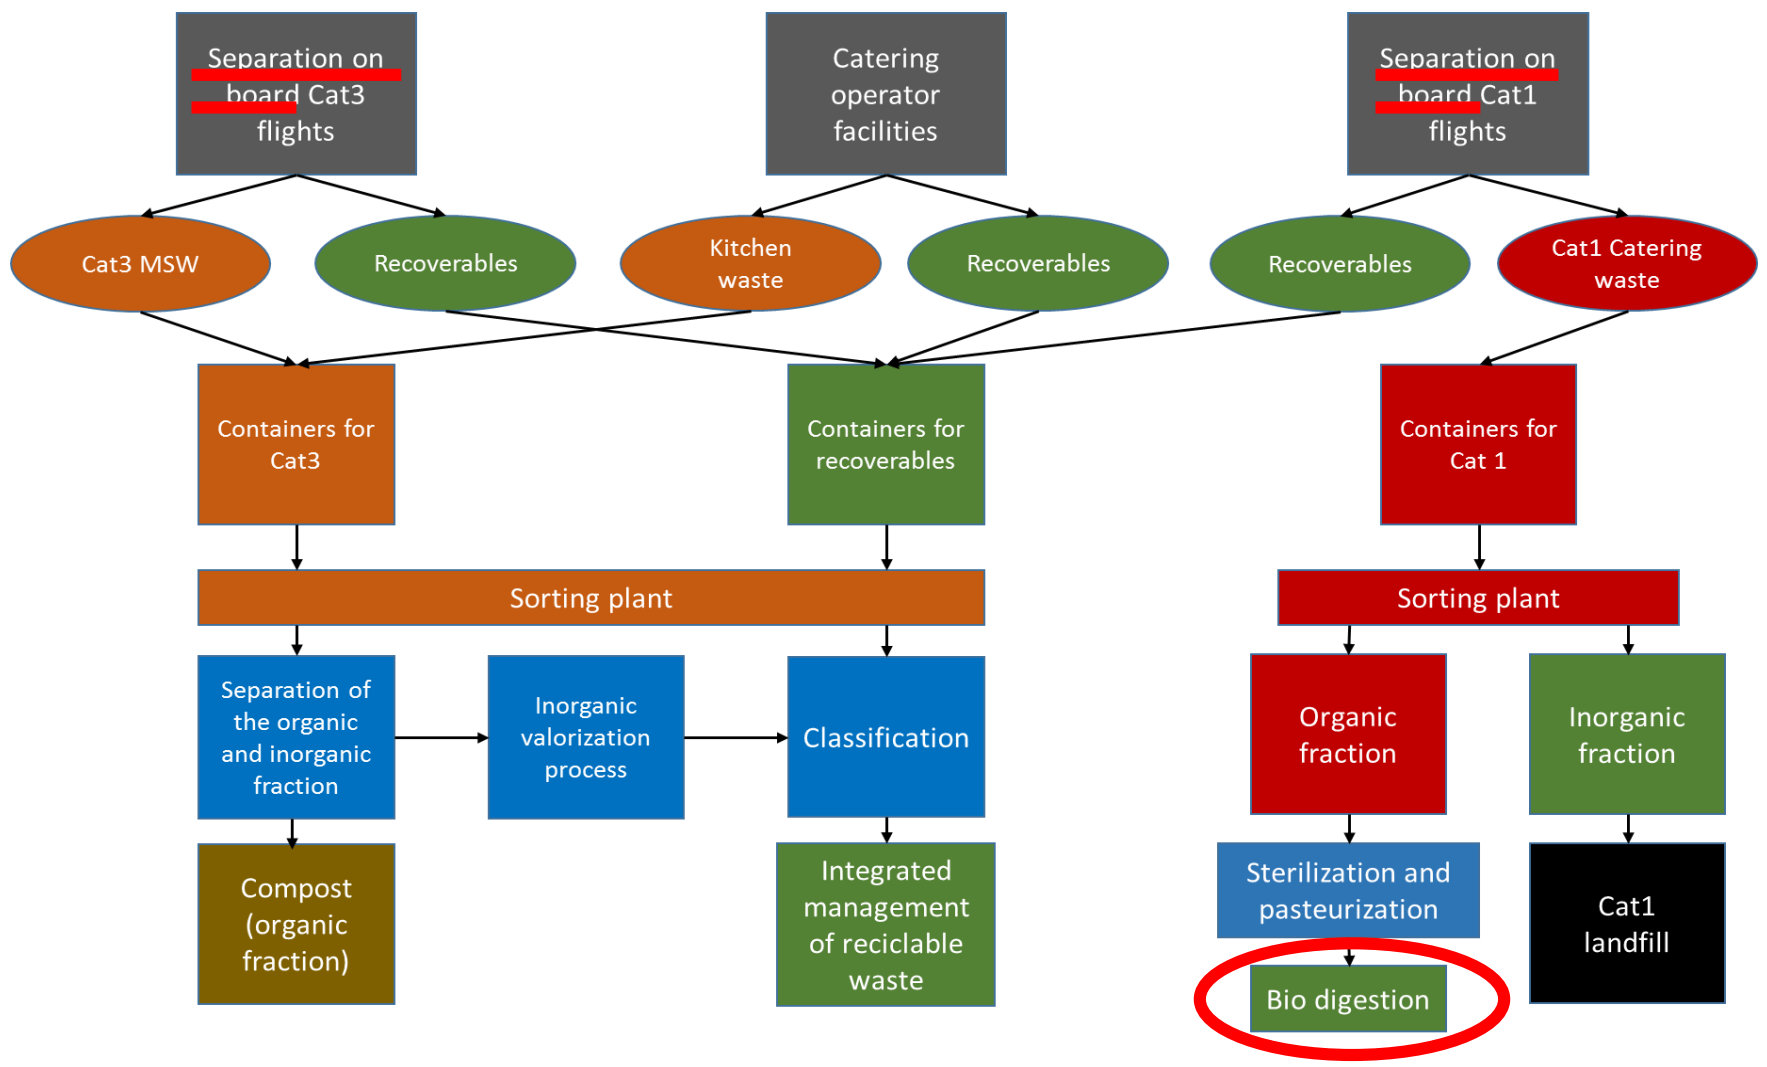 Separation on
board Cat3
flights
Catering
operator
facilities
Separation on
board Cat1
flights
Cat3 MSW
Recoverables
Kitchen
waste
Recoverables
Recoverables
Cat1 Catering
waste
Containers for
Cat3
Containers for
recoverables
Containers for
Cat 1
Sorting plant
Sorting plant
Separation of
the organic
and inorganic
fraction
Inorganic
valorization
process
Classification
Organic
fraction
Inorganic
fraction
Compost
(organic
fraction)
Integrated
management
of reciclable
waste
Sterilization and
pasteurization
Cat1
landfill
Bio digestion